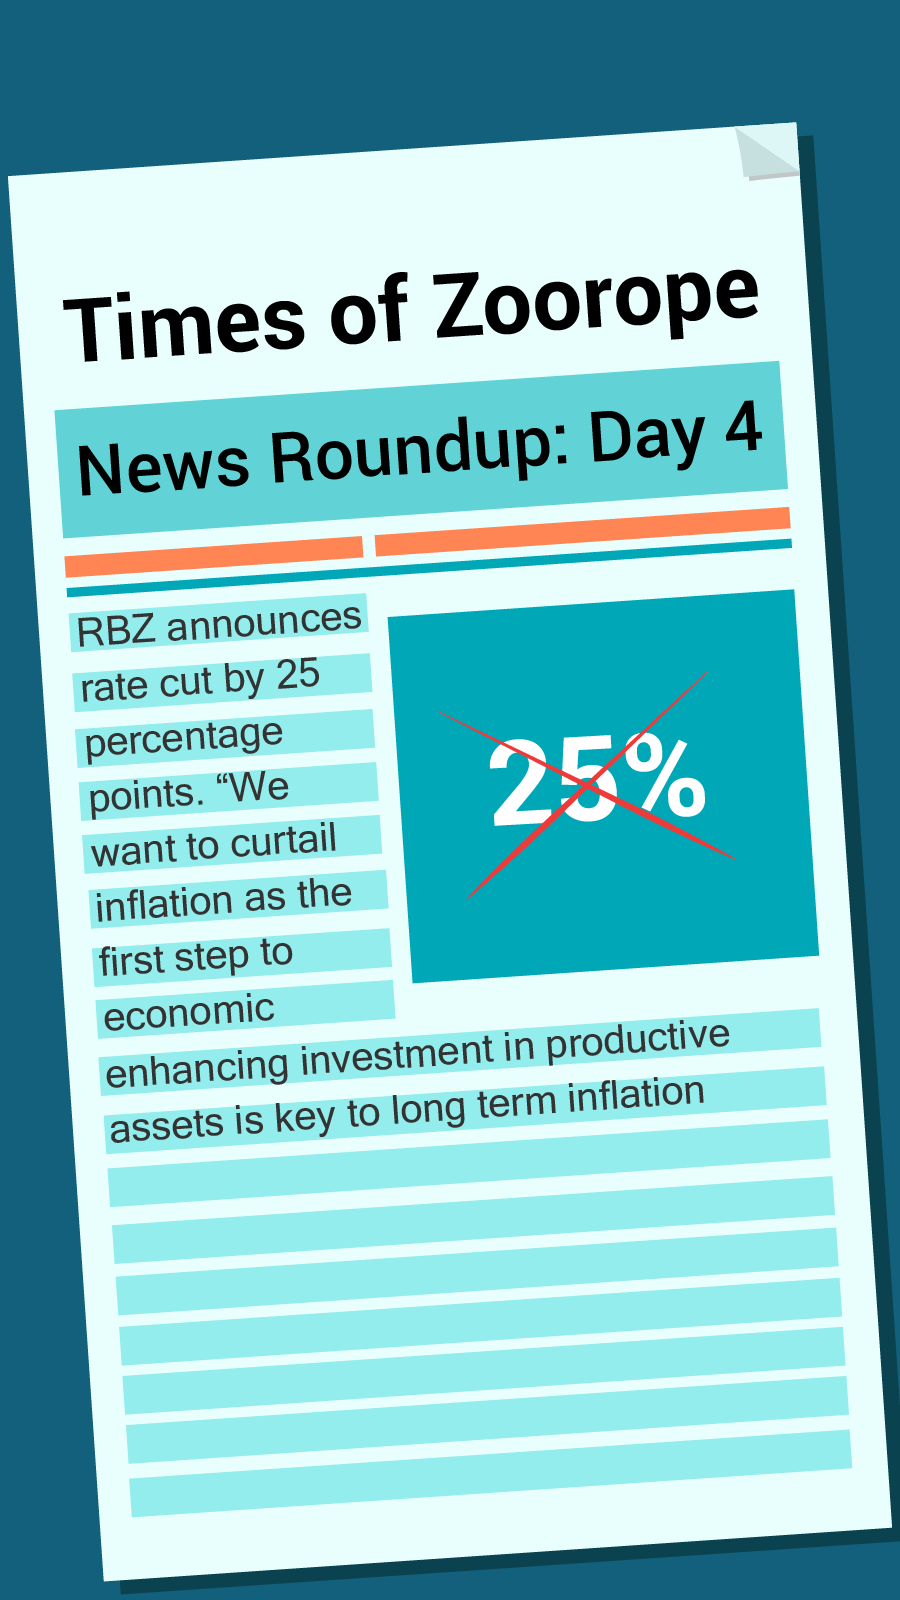 Times of Zoorope
News Roundup: Day 4
RBZ announces
rate cut by 25
percentage
points. “We
want to curtail
inflation as the
first step to
economic
25%
enhancing investment in productive
assets is key to long term inflation